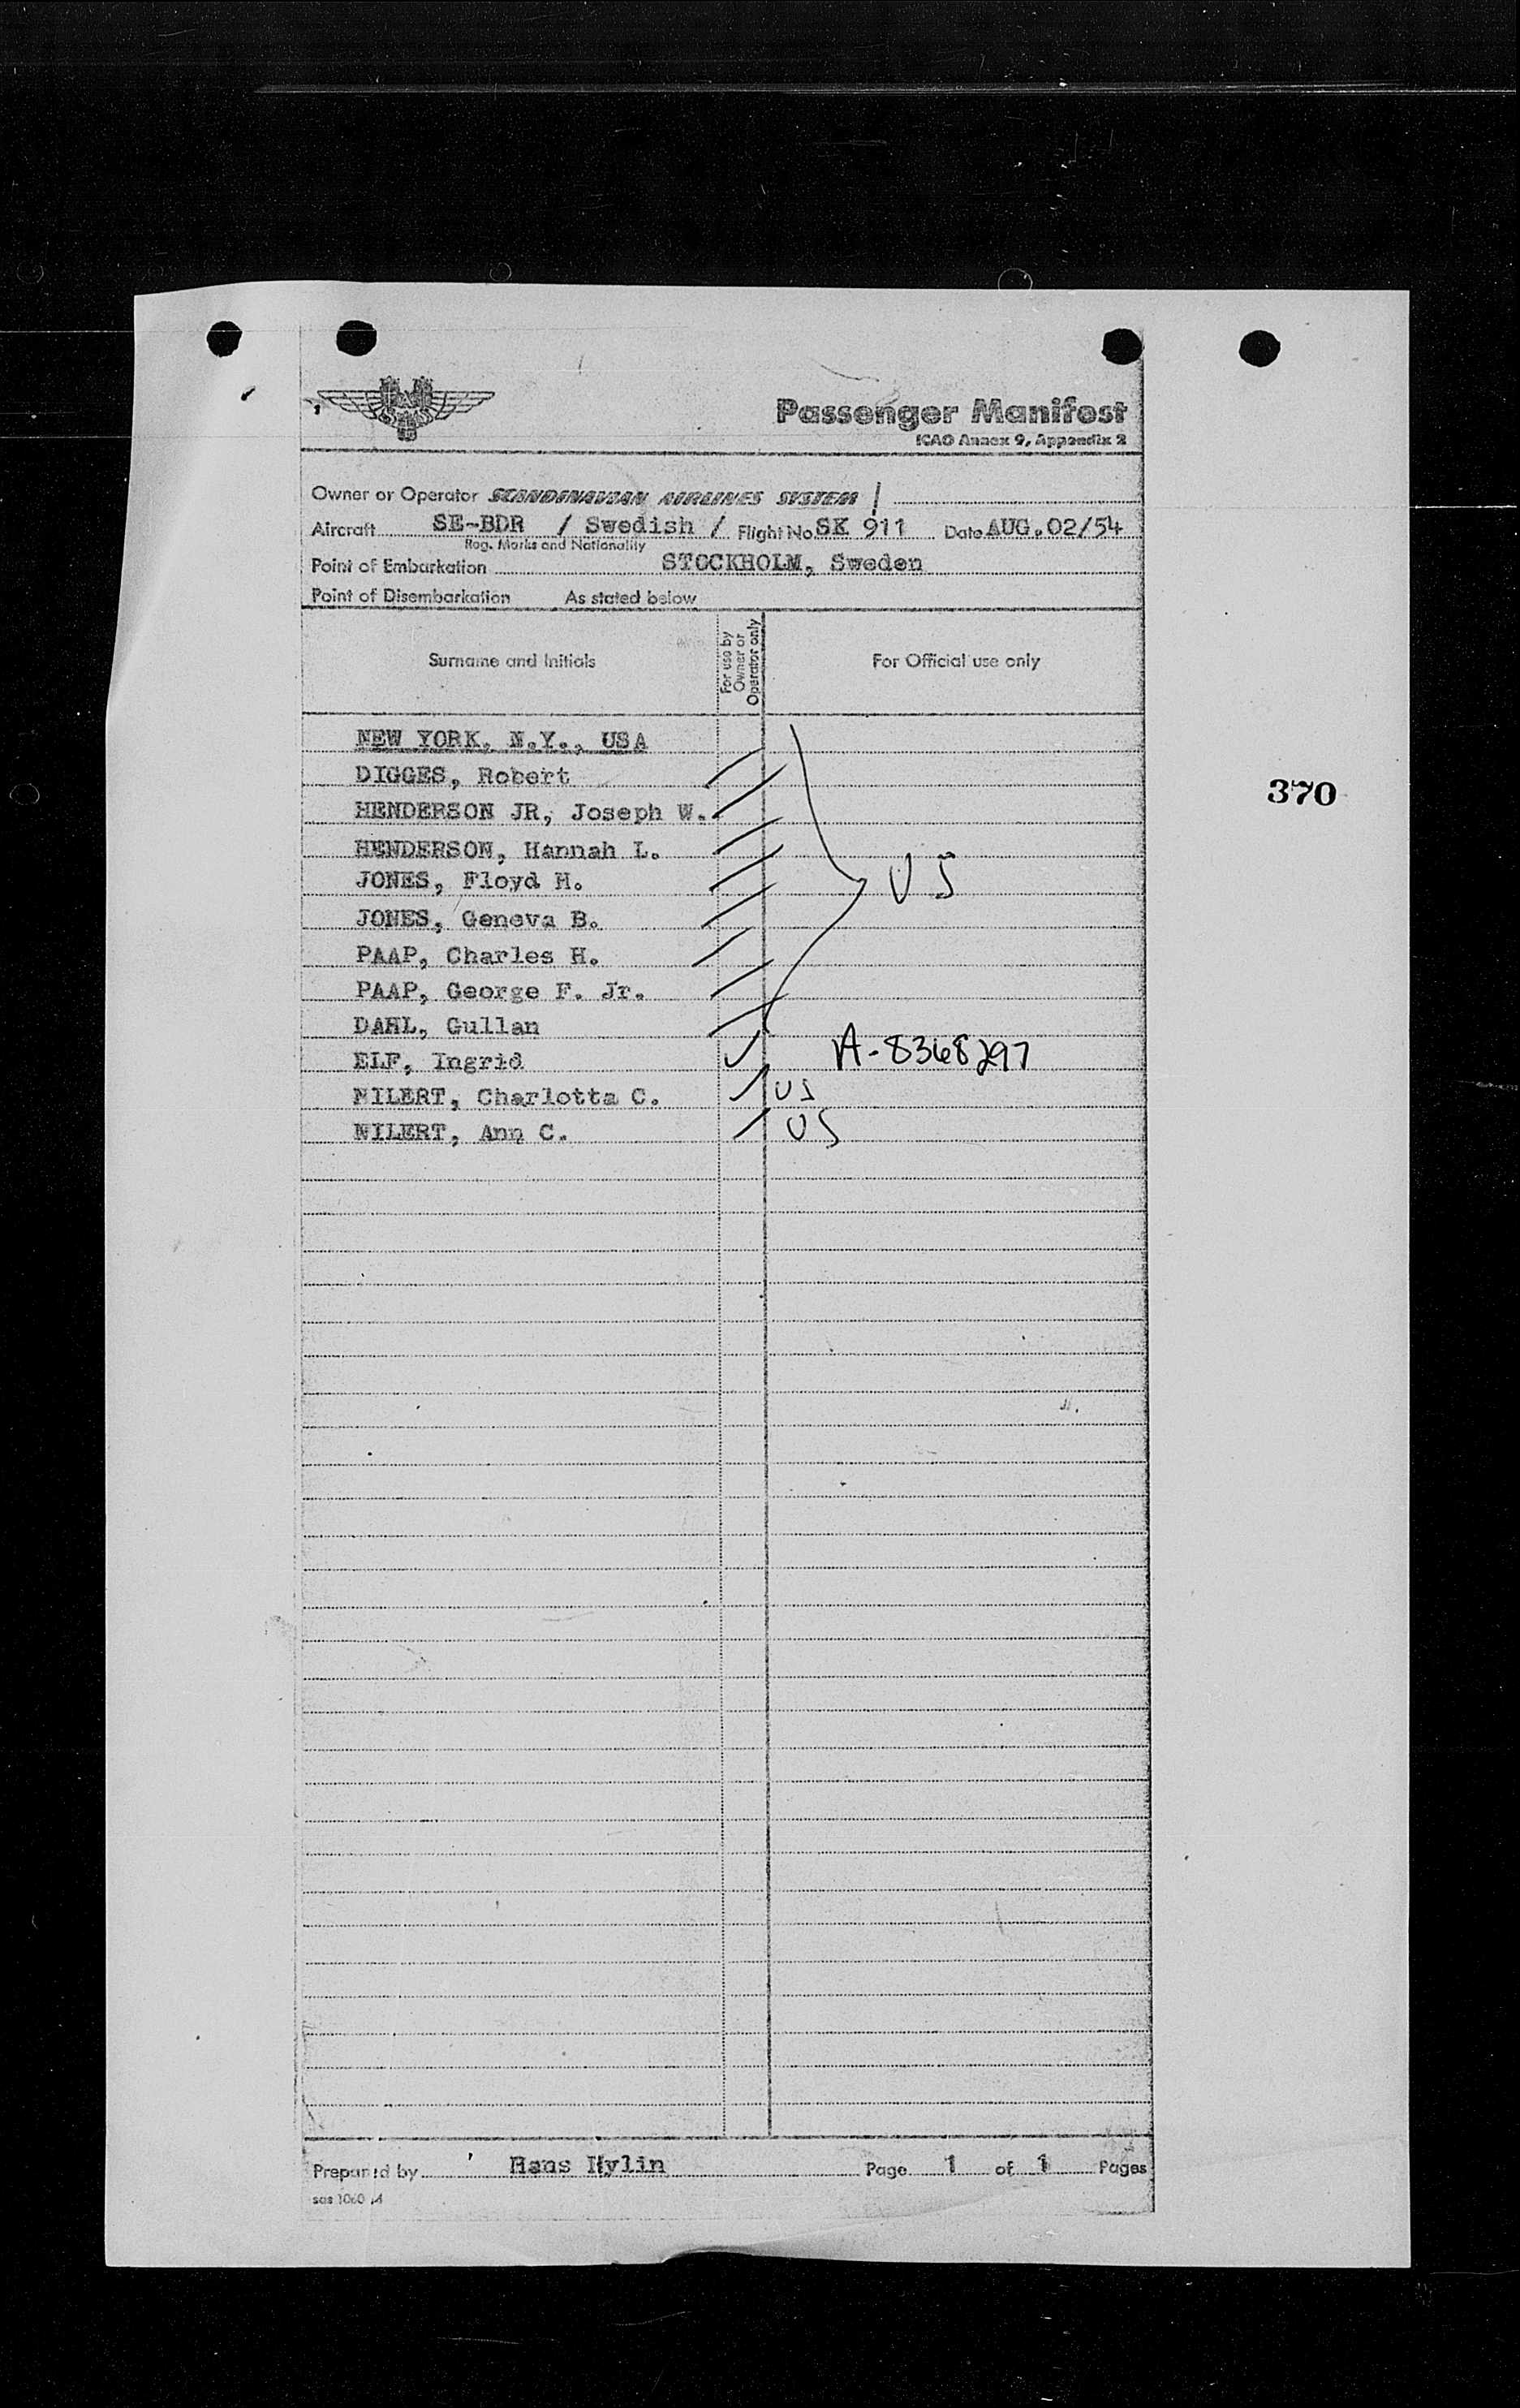 Passenger Manifest
ICAO Annex 9, Appendix 2
Owner or Operator SCANDINAVIAN AIRLINES SYSTEM /
Aircraft SE-BDR / Swedish / Flight No SK 911 Date AUG.02/54
Reg. Marks and Nationality
Point of Embarkation STOCKHOLM, Sweden
Point of Disembarkation As stated below
Surname and Initials
For use by
Owner or
Operator only
For Official use only
NEW YORK, N.Y., USA
DIGGES, Robert
370
HENDERSON JR, Joseph W.
HENDERSON, Hannah L.
JONES, Floyd H. US
JONES, Geneva B.
PAAP, Charles H.
PAAP, George F. Jr.
DAHL, Gullan
ELF, Ingrid A-8368297
NILERT, Charlotta C. US
NILERT, Ann C. US
Prepared by Hans Hylin Page 1 of 1 Pages